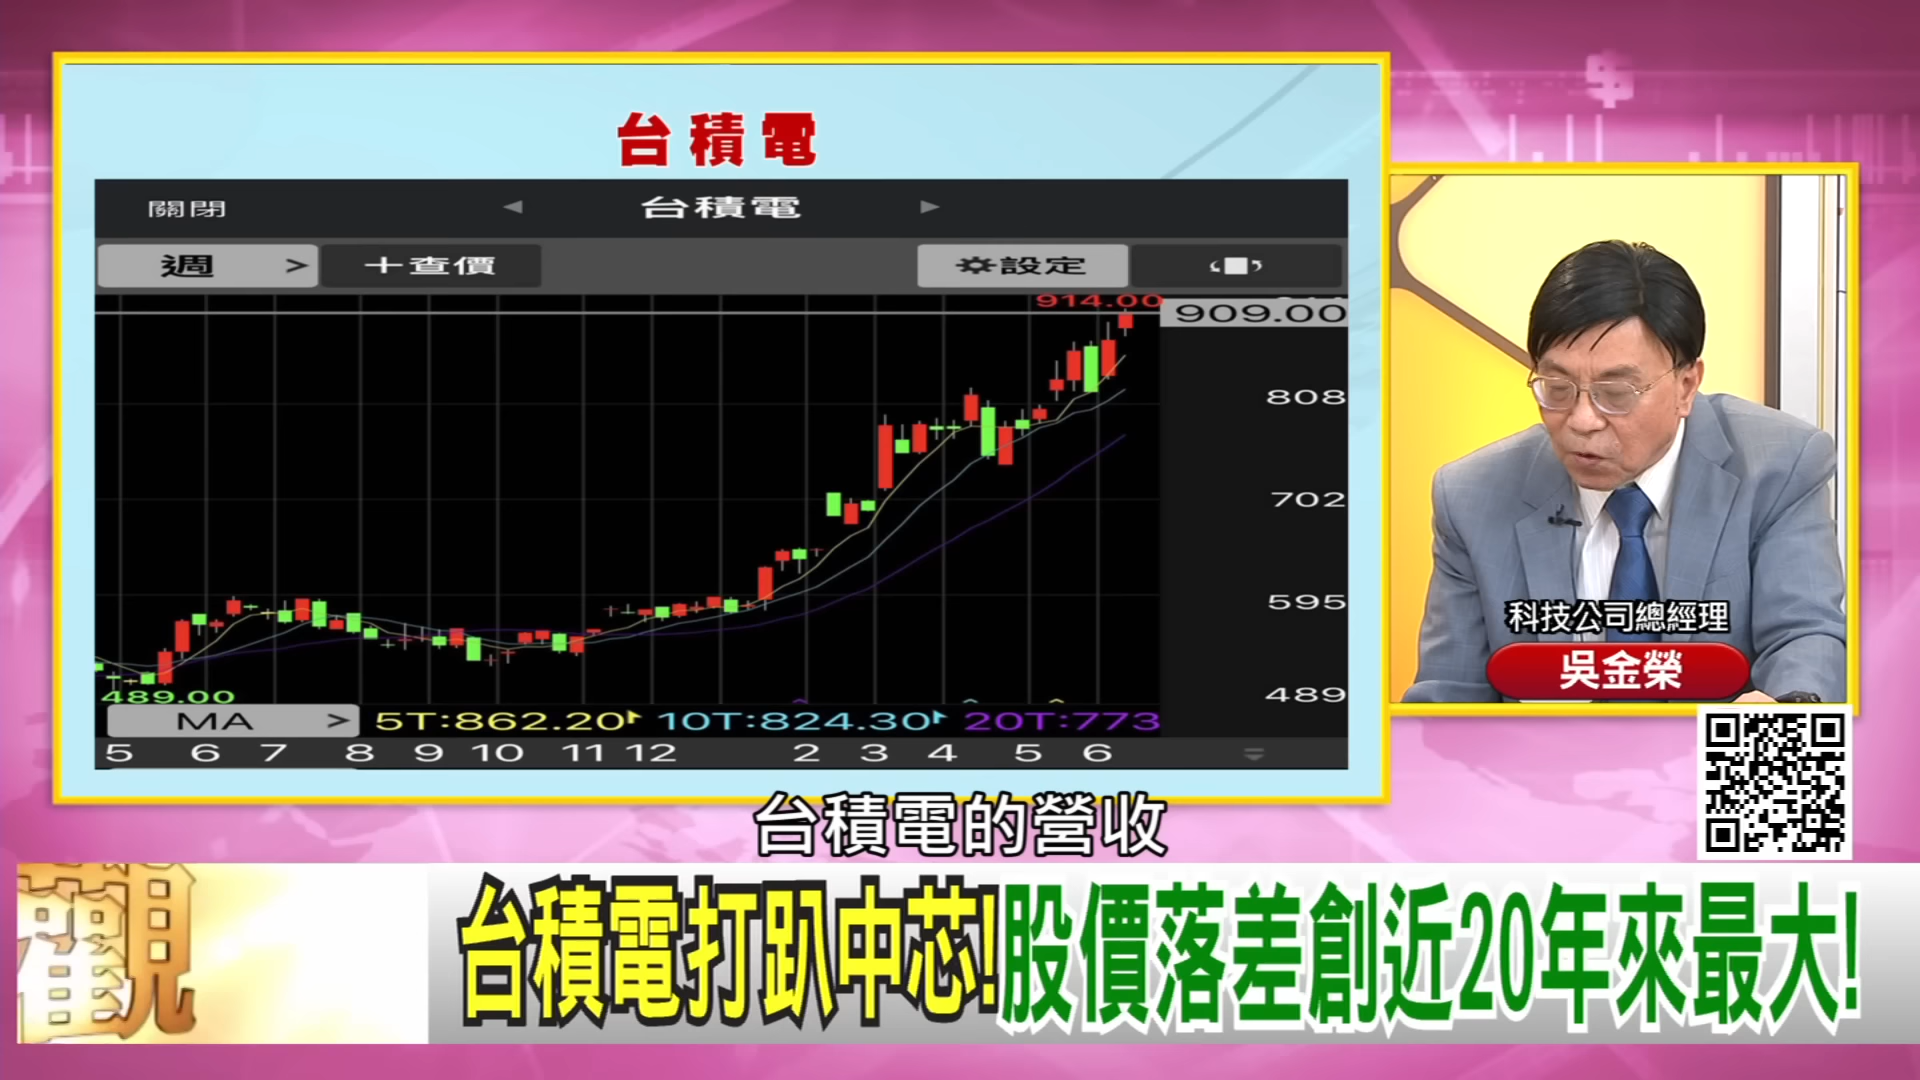 台積電
關閉 ◀ 台積電 ▶
週 > 十查價 設定
914.00
909.00
808
702
595
489
489.00
MA > 5T:862.20 10T:824.30 20T:773
5 6 7 8 9 10 11 12 2 3 4 5 6
科技公司總經理
吳金榮
台積電的營收
觀
台積電打趴中芯!股價落差創近20年來最大!